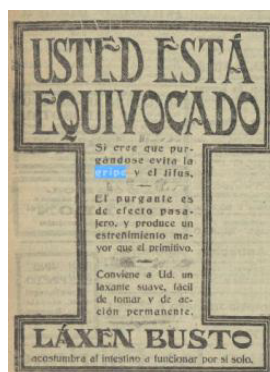 USTED ESTÁ
EQUIVOCADO
Si cree que pur-
gándose evita la
gripe y el tifus,
El purgante es
de efecto pasa-
jero, y produce un
estreñimiento ma-
yor que el primitivo.
Conviene a Ud. un
laxante suave, fácil
de tomar y de ac-
ción permanente.
LÁXEN BUSTO
acostumbra al intestino a funcionar por sí solo.